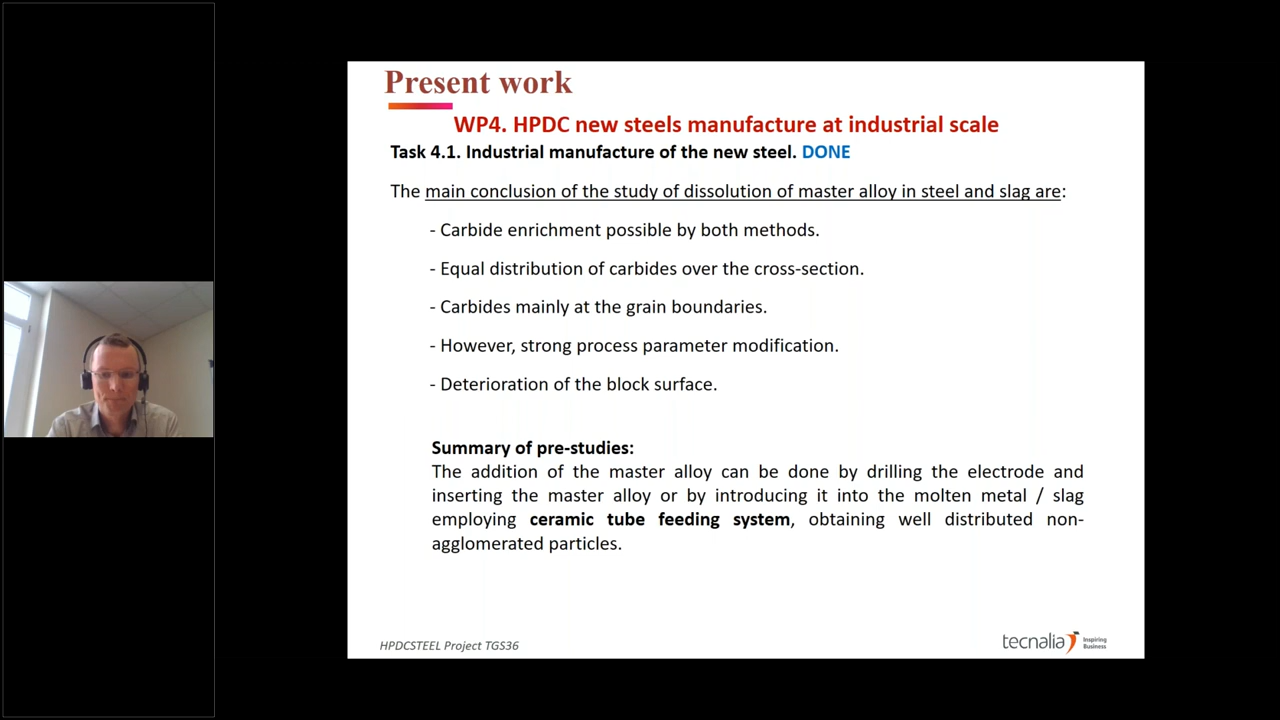 Present work
WP4. HPDC new steels manufacture at industrial scale
Task 4.1. Industrial manufacture of the new steel. DONE
The main conclusion of the study of dissolution of master alloy in steel and slag are:
- Carbide enrichment possible by both methods.
- Equal distribution of carbides over the cross-section.
- Carbides mainly at the grain boundaries.
- However, strong process parameter modification.
- Deterioration of the block surface.
Summary of pre-studies:
The addition of the master alloy can be done by drilling the electrode and
inserting the master alloy or by introducing it into the molten metal / slag
employing ceramic tube feeding system, obtaining well distributed non-
agglomerated particles.
HPDCSTEEL Project TGS36
tecnalia
Inspiring
Business